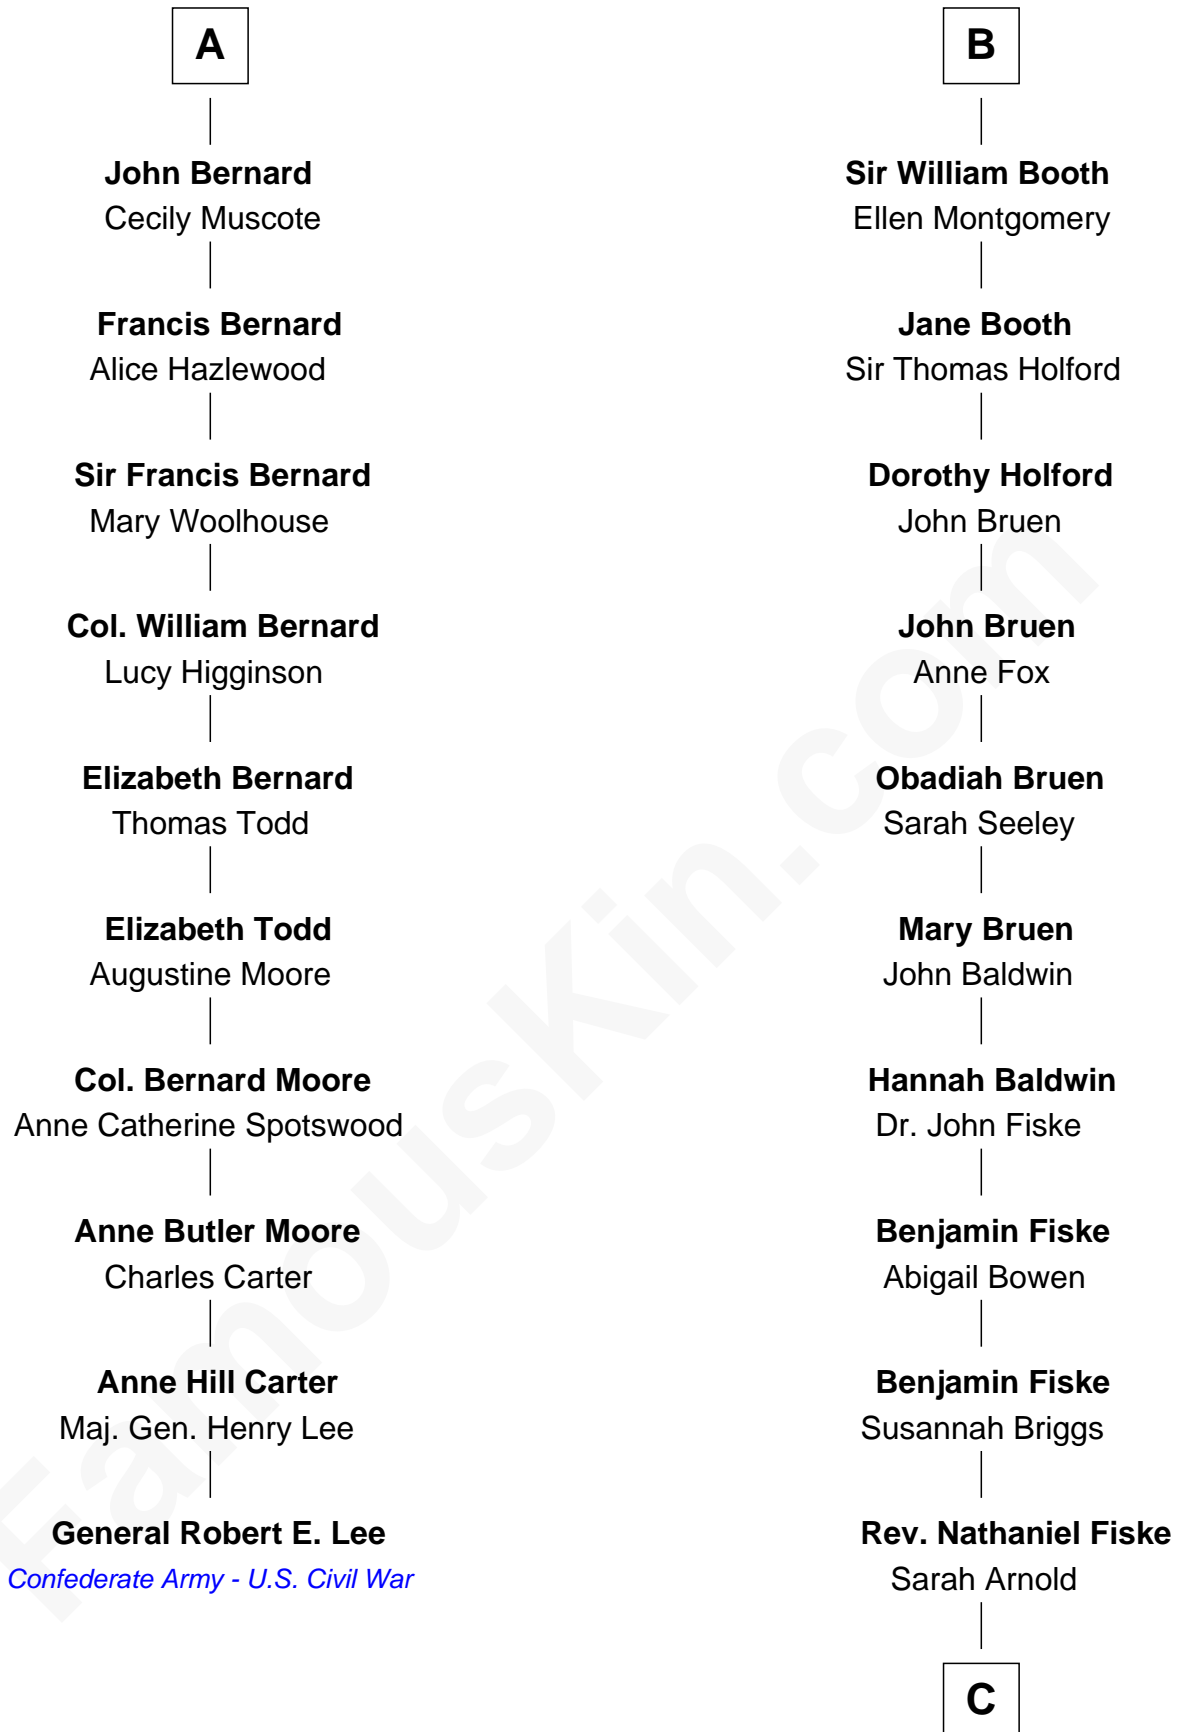 A
John Bernard
Cecily Muscote
Francis Bernard
Alice Hazlewood
Sir Francis Bernard
Mary Woolhouse
Col. William Bernard
Lucy Higginson
Elizabeth Bernard
Thomas Todd
Elizabeth Todd
Augustine Moore
Col. Bernard Moore
Anne Catherine Spotswood
Anne Butler Moore
Charles Carter
Anne Hill Carter
Maj. Gen. Henry Lee
General Robert E. Lee
Confederate Army - U.S. Civil War
B
Sir William Booth
Ellen Montgomery
Jane Booth
Sir Thomas Holford
Dorothy Holford
John Bruen
John Bruen
Anne Fox
Obadiah Bruen
Sarah Seeley
Mary Bruen
John Baldwin
Hannah Baldwin
Dr. John Fiske
Benjamin Fiske
Abigail Bowen
Benjamin Fiske
Susannah Briggs
Rev. Nathaniel Fiske
Sarah Arnold
C
FamousKin.com